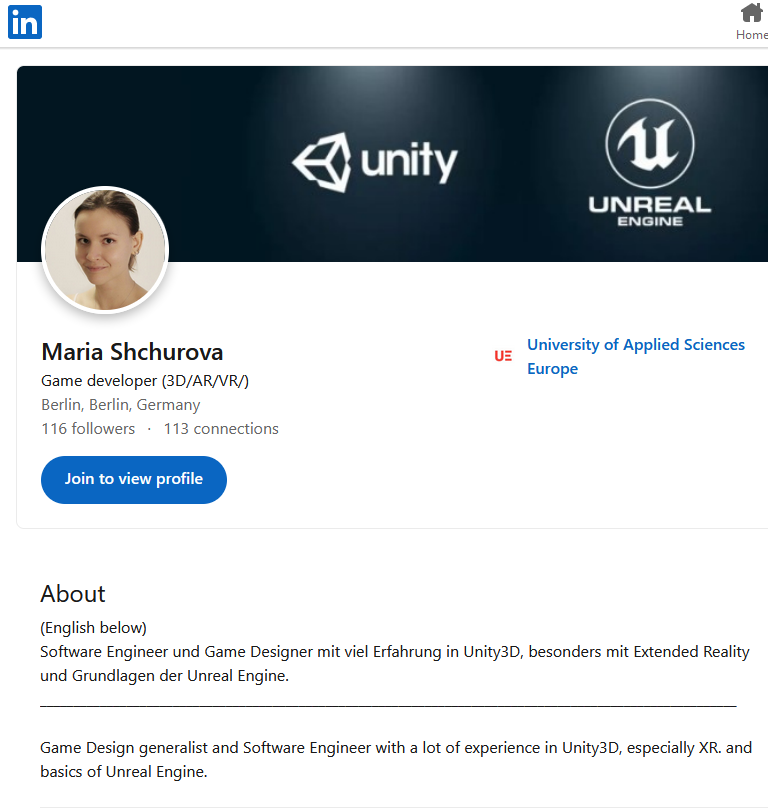 in
Home
unity
UNREAL
ENGINE
Maria Shchurova
Game developer (3D/AR/VR/)
Berlin, Berlin, Germany
116 followers · 113 connections
UE
University of Applied Sciences
Europe
Join to view profile
About
(English below)
Software Engineer und Game Designer mit viel Erfahrung in Unity3D, besonders mit Extended Reality
und Grundlagen der Unreal Engine.
Game Design generalist and Software Engineer with a lot of experience in Unity3D, especially XR. and
basics of Unreal Engine.